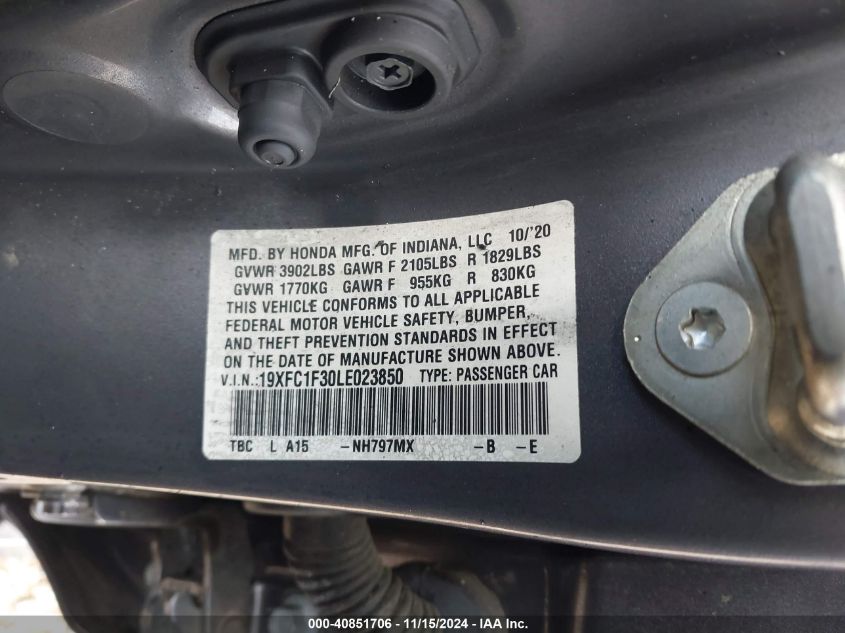 MFD. BY HONDA MFG. OF INDIANA, LLC 10/'20
GVWR 3902LBS GAWR F 2105LBS R 1829LBS
GVWR 1770KG GAWR F 955KG R 830KG
THIS VEHICLE CONFORMS TO ALL APPLICABLE
FEDERAL MOTOR VEHICLE SAFETY, BUMPER,
AND THEFT PREVENTION STANDARDS IN EFFECT
ON THE DATE OF MANUFACTURE SHOWN ABOVE.
V.I.N.:19XFC1F30LE023850 TYPE: PASSENGER CAR
TBC L A15 -NH797MX -B -E
000-40851706 - 11/15/2024 - IAA Inc.